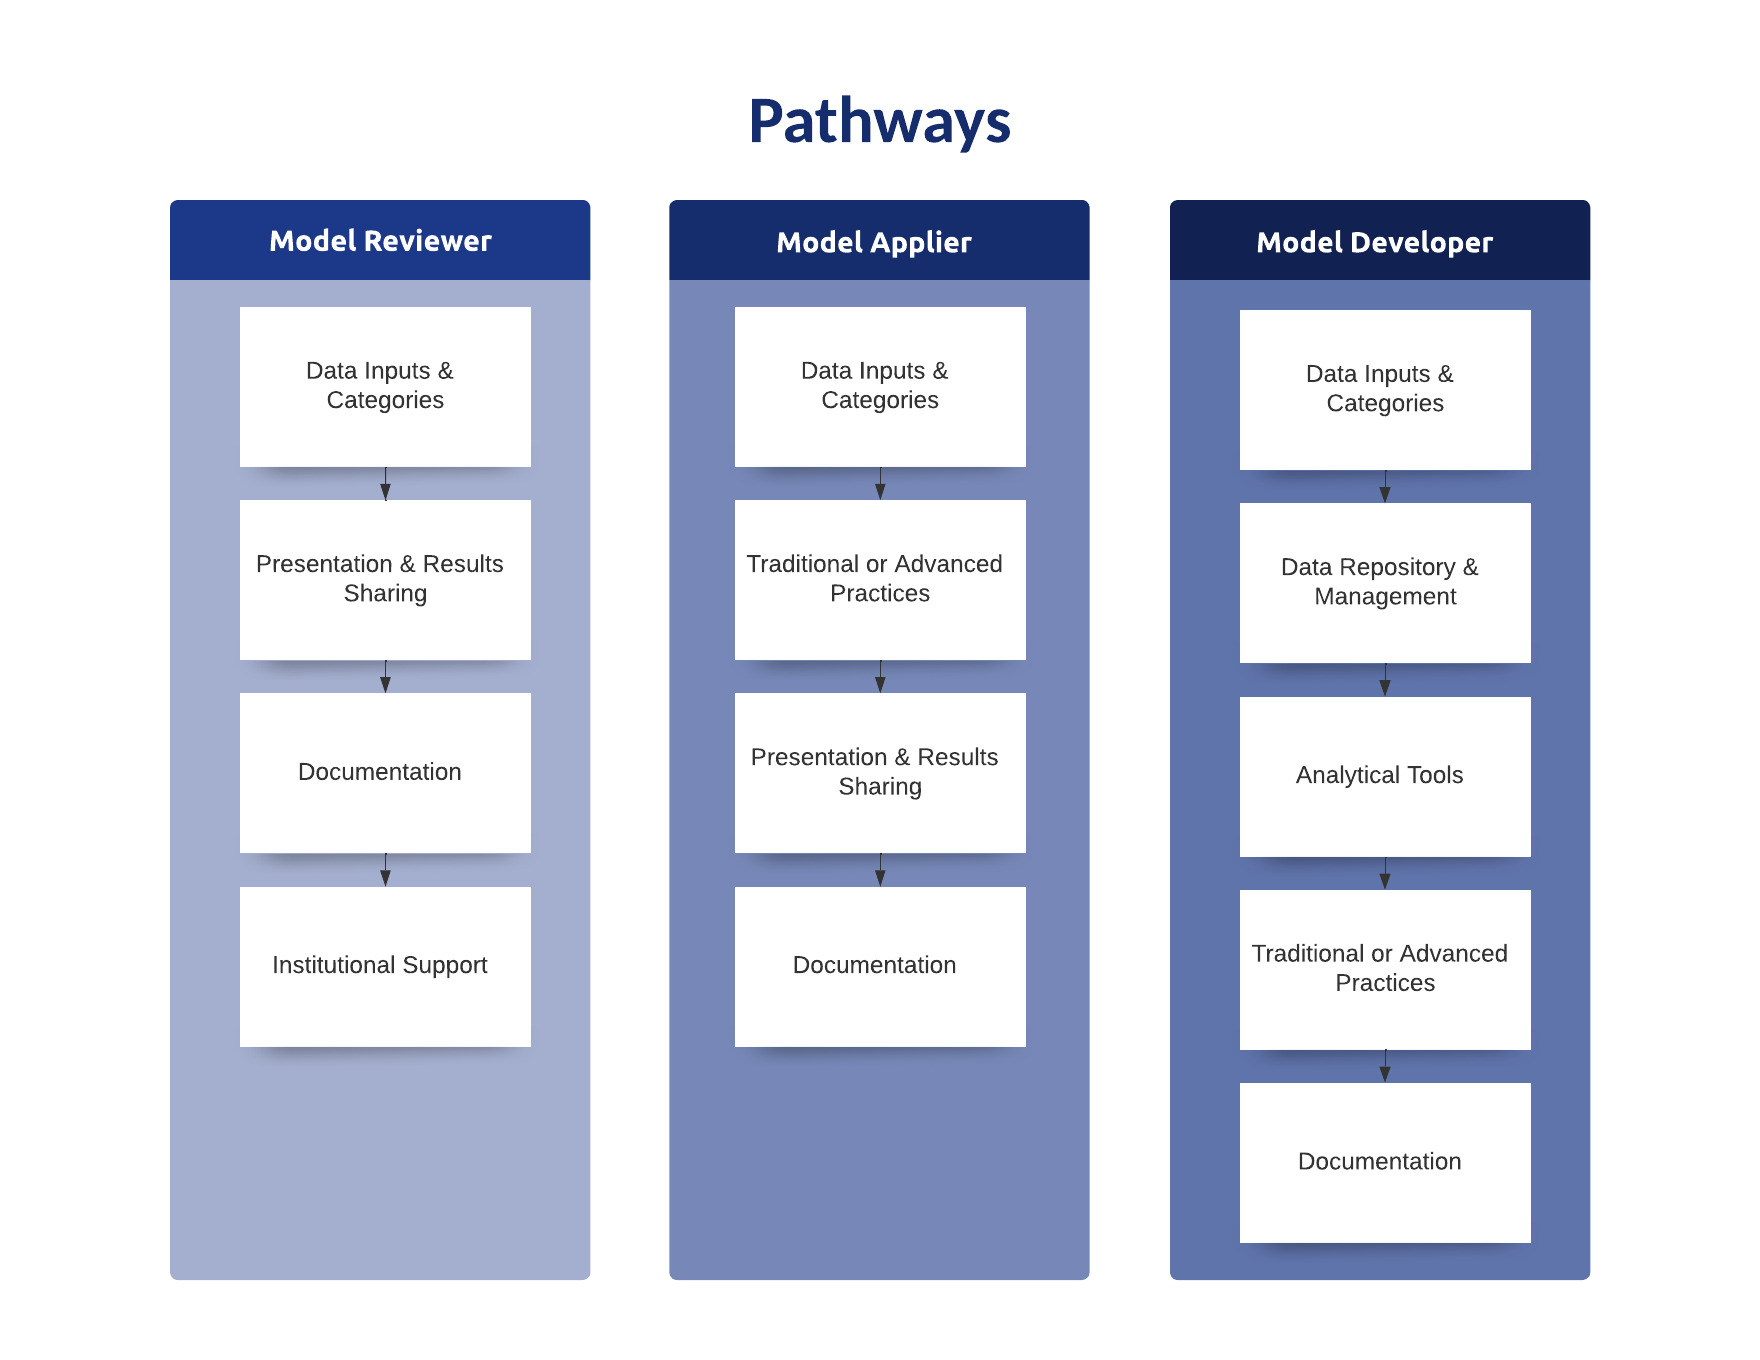 Pathways
Model Reviewer
Data Inputs &
Categories
Presentation & Results
Sharing
Documentation
Institutional Support
Model Applier
Data Inputs &
Categories
Traditional or Advanced
Practices
Presentation & Results
Sharing
Documentation
Model Developer
Data Inputs &
Categories
Data Repository &
Management
Analytical Tools
Traditional or Advanced
Practices
Documentation